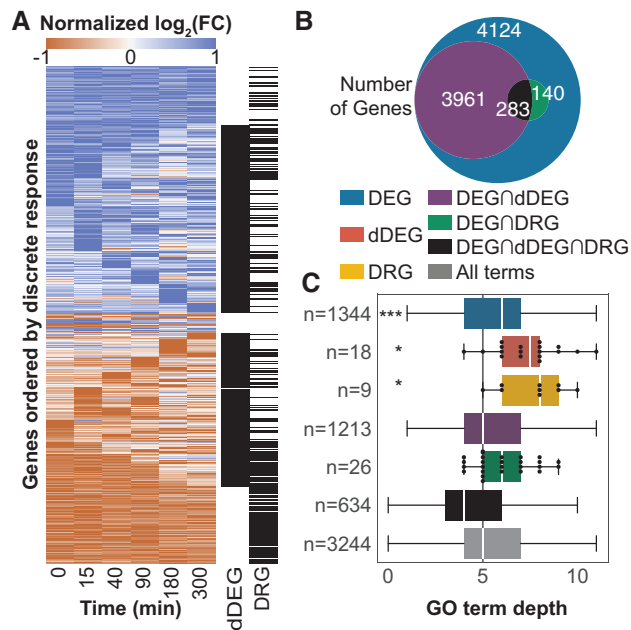 A
Normalized log2(FC)
-1 0 1
Genes ordered by discrete response
0 15 40 90 180 300
Time (min)
dDEG
DRG
B
Number
of Genes
4124
3961
283
140
DEG
dDEG
DRG
DEG∩dDEG
DEG∩DRG
DEG∩dDEG∩DRG
All terms
C
n=1344 ***
n=18 *
n=9 *
n=1213
n=26
n=634
n=3244
0 5 10
GO term depth